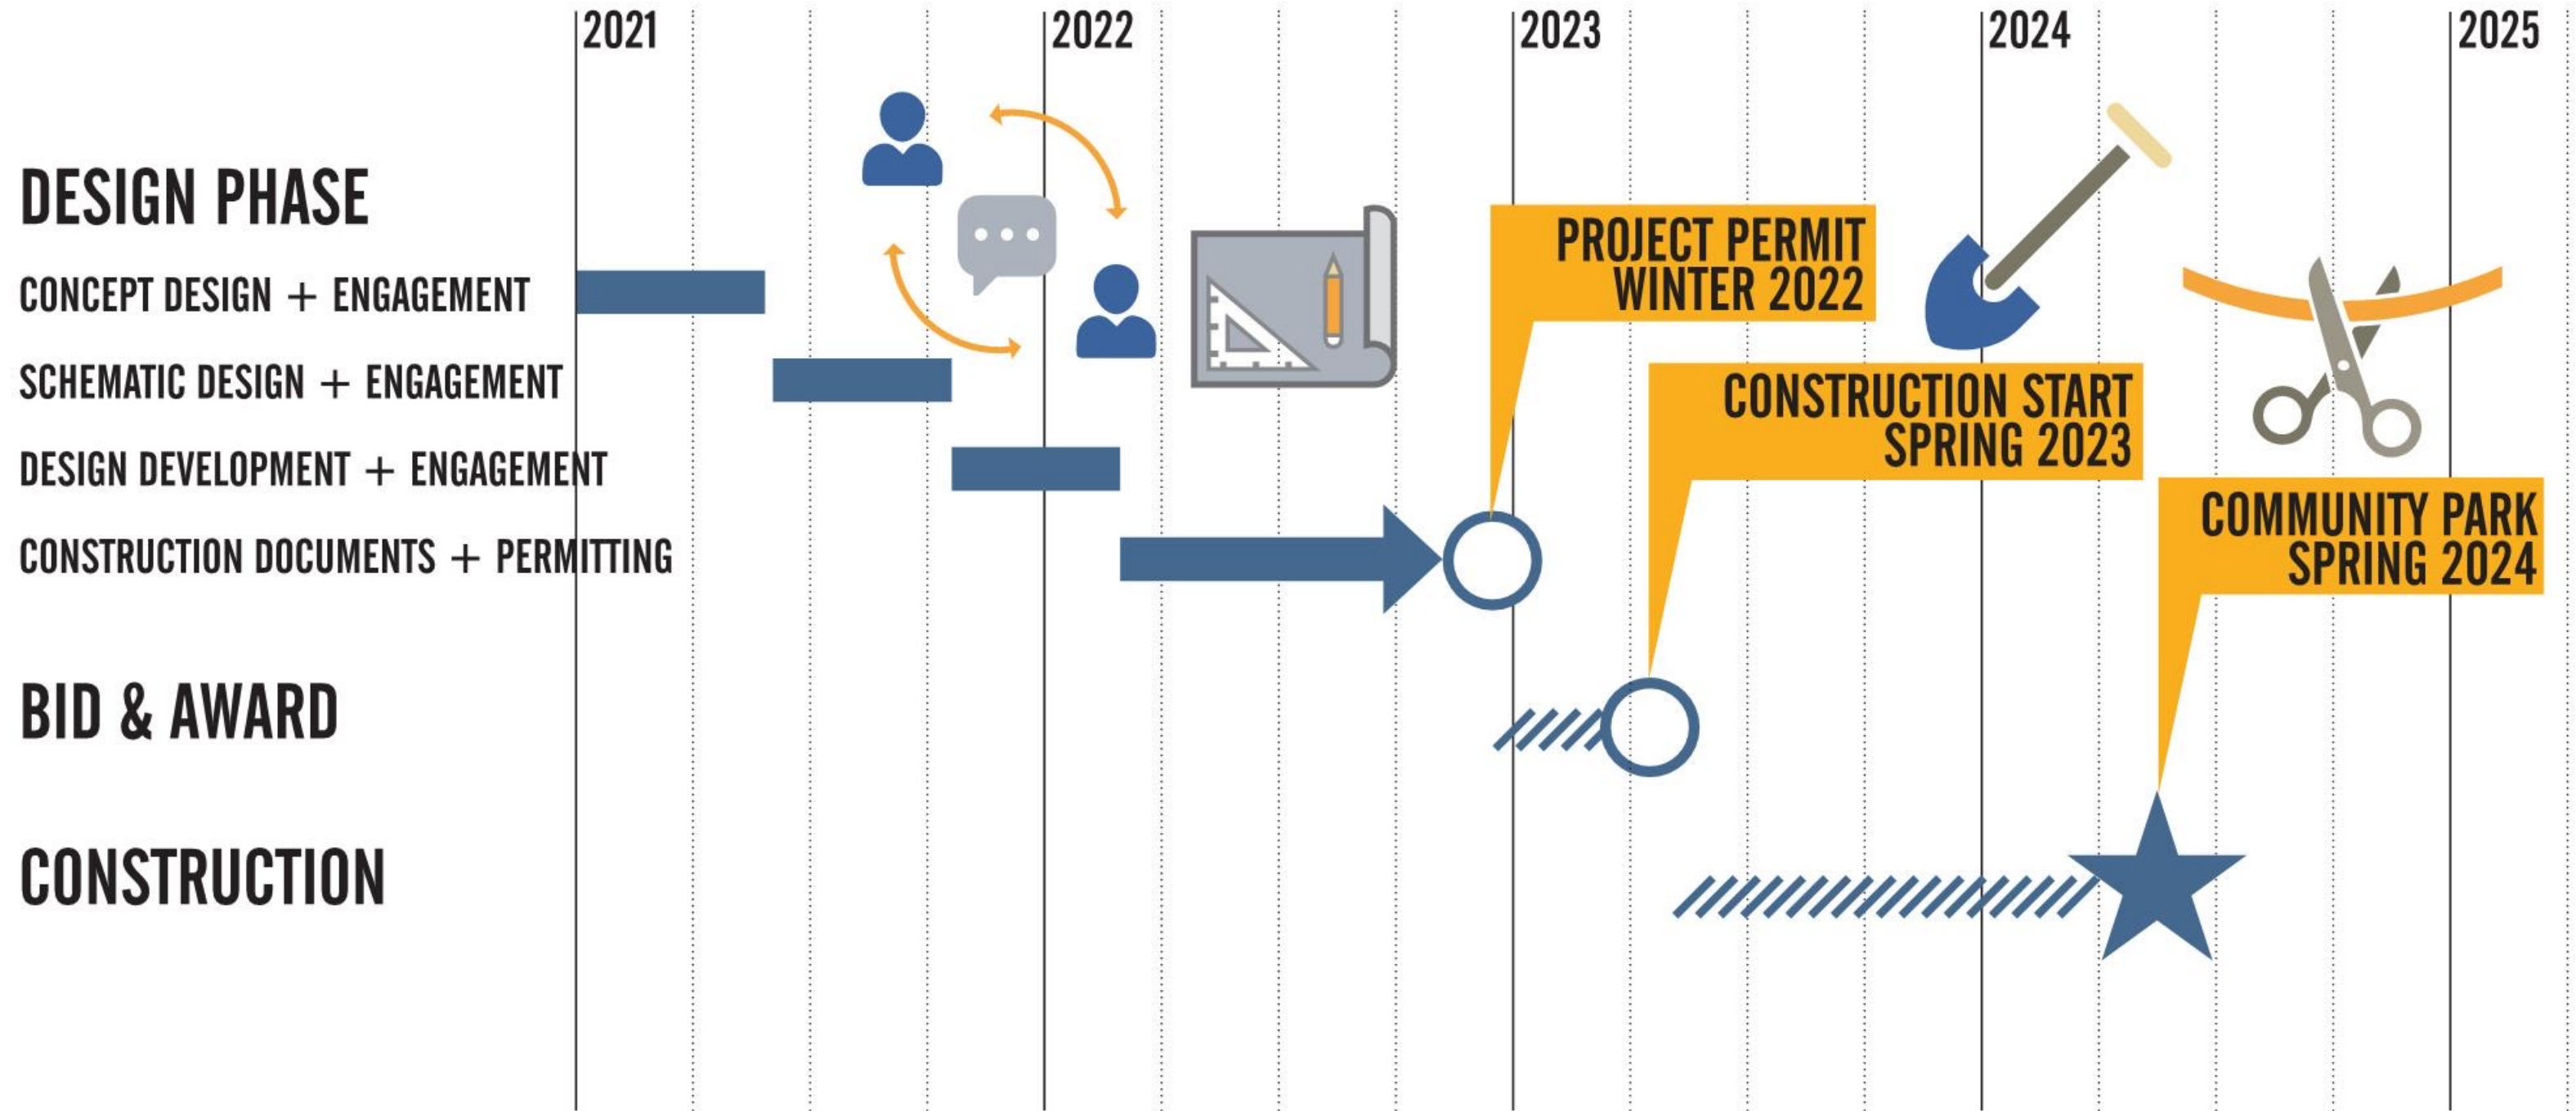 2021
2022
2023
2024
2025
DESIGN PHASE
CONCEPT DESIGN + ENGAGEMENT
SCHEMATIC DESIGN + ENGAGEMENT
DESIGN DEVELOPMENT + ENGAGEMENT
CONSTRUCTION DOCUMENTS + PERMITTING
PROJECT PERMIT
WINTER 2022
CONSTRUCTION START
SPRING 2023
COMMUNITY PARK
SPRING 2024
BID & AWARD
CONSTRUCTION